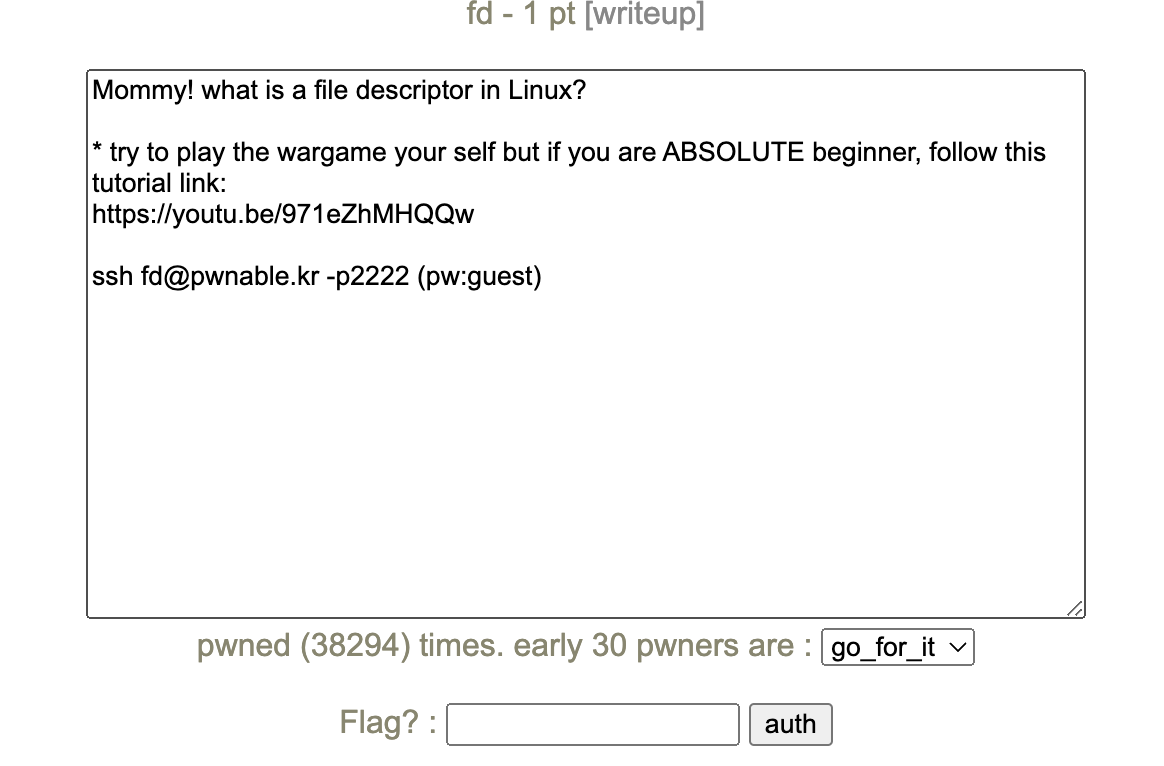 fd - 1 pt [writeup]
Mommy! what is a file descriptor in Linux?
* try to play the wargame your self but if you are ABSOLUTE beginner, follow this
tutorial link:
https://youtu.be/971eZhMHQQw
ssh fd@pwnable.kr -p2222 (pw:guest)
pwned (38294) times. early 30 pwners are : go_for_it
Flag? : auth